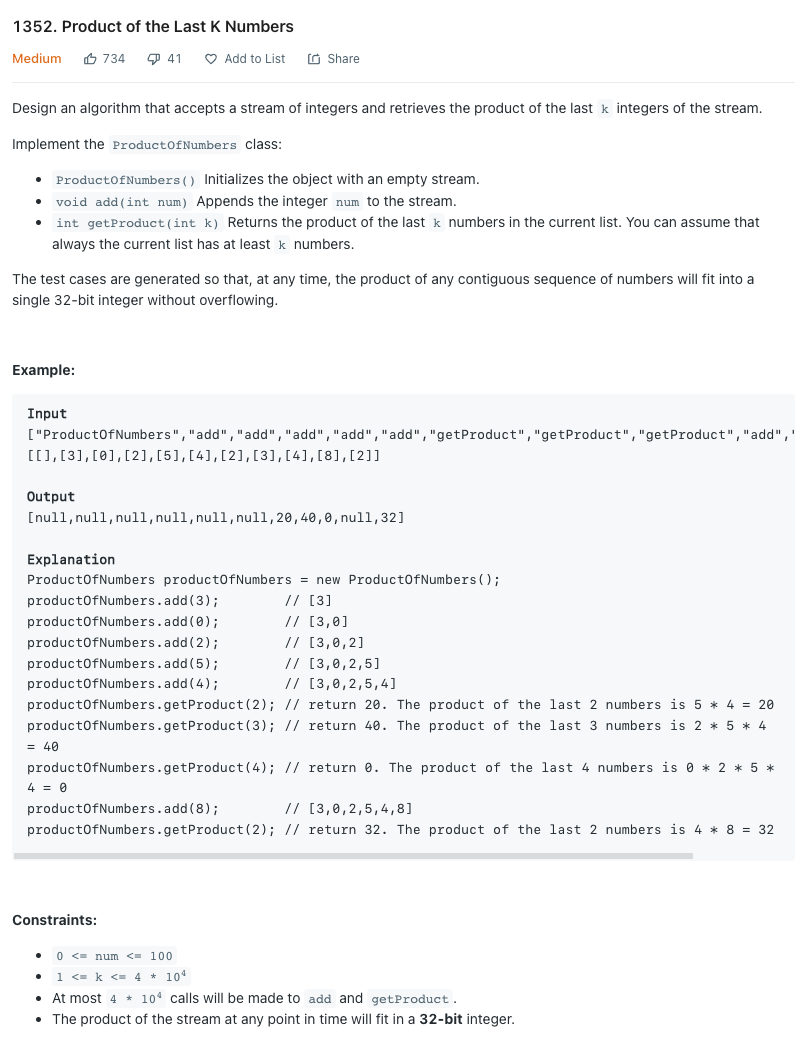 1352. Product of the Last K Numbers
Medium 734 41 Add to List Share
Design an algorithm that accepts a stream of integers and retrieves the product of the last k integers of the stream.
Implement the ProductOfNumbers class:
• ProductOfNumbers() Initializes the object with an empty stream.
• void add(int num) Appends the integer num to the stream.
• int getProduct(int k) Returns the product of the last k numbers in the current list. You can assume that
always the current list has at least k numbers.
The test cases are generated so that, at any time, the product of any contiguous sequence of numbers will fit into a
single 32-bit integer without overflowing.
Example:
Input
["ProductOfNumbers","add","add","add","add","add","getProduct","getProduct","getProduct","add","
[[],[3],[0],[2],[5],[4],[2],[3],[4],[8],[2]]
Output
[null,null,null,null,null,null,20,40,0,null,32]
Explanation
ProductOfNumbers productOfNumbers = new ProductOfNumbers();
productOfNumbers.add(3);        // [3]
productOfNumbers.add(0);        // [3,0]
productOfNumbers.add(2);        // [3,0,2]
productOfNumbers.add(5);        // [3,0,2,5]
productOfNumbers.add(4);        // [3,0,2,5,4]
productOfNumbers.getProduct(2); // return 20. The product of the last 2 numbers is 5 * 4 = 20
productOfNumbers.getProduct(3); // return 40. The product of the last 3 numbers is 2 * 5 * 4
= 40
productOfNumbers.getProduct(4); // return 0. The product of the last 4 numbers is 0 * 2 * 5 *
4 = 0
productOfNumbers.add(8);        // [3,0,2,5,4,8]
productOfNumbers.getProduct(2); // return 32. The product of the last 2 numbers is 4 * 8 = 32
Constraints:
• 0 <= num <= 100
• 1 <= k <= 4 * 10⁴
• At most 4 * 10⁴ calls will be made to add and getProduct.
• The product of the stream at any point in time will fit in a 32-bit integer.